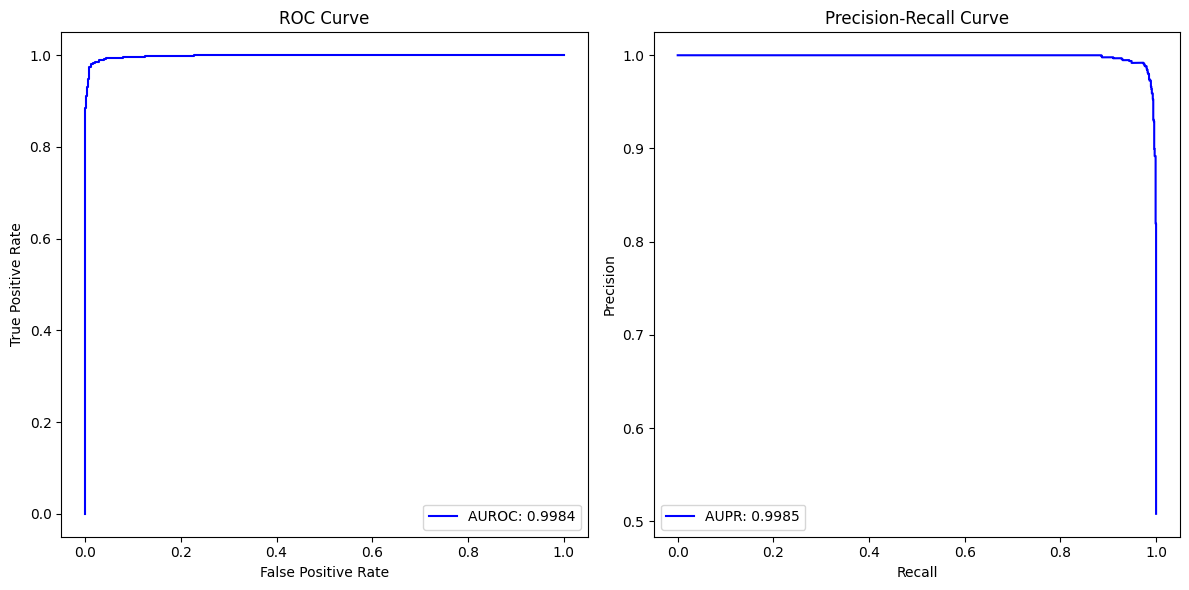 ROC Curve
1.0
0.8
0.6
0.4
0.2
0.0
True Positive Rate
0.0 0.2 0.4 0.6 0.8 1.0
False Positive Rate
AUROC: 0.9984
Precision-Recall Curve
1.0
0.9
0.8
0.7
0.6
0.5
Precision
0.0 0.2 0.4 0.6 0.8 1.0
Recall
AUPR: 0.9985